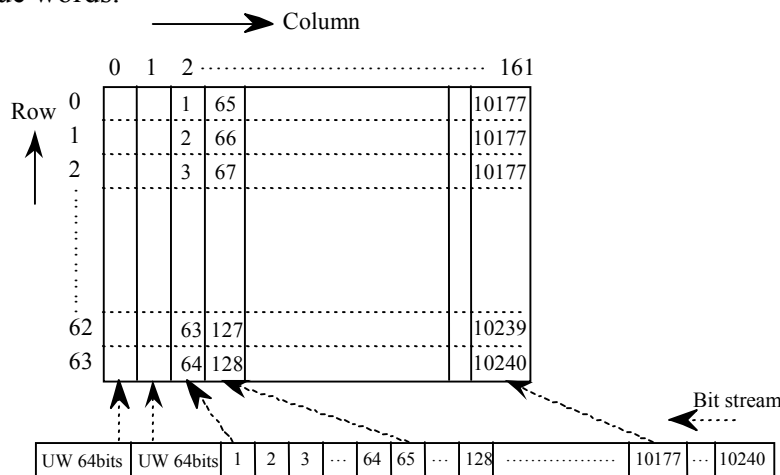 ue words.
Column
0 1 2 ························· 161
0 1 65 10177
Row
1 2 66 10177
2 3 67 10177
62 63 127 10239
63 64 128 10240
Bit stream
UW 64bits UW 64bits 1 2 3 ··· 64 65 ··· 128 ··················· 10177 ··· 10240